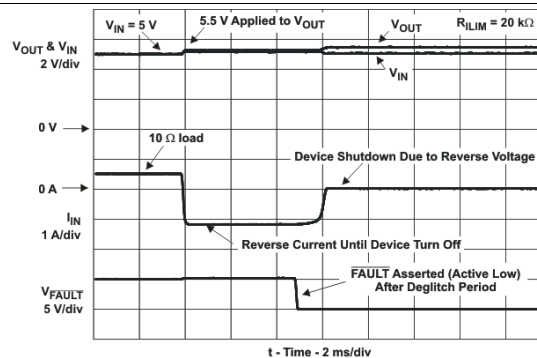 V_IN = 5 V
5.5 V Applied to V_OUT
R_ILIM = 20 kΩ
V_OUT & V_IN
2 V/div
V_OUT
V_IN
0 V
10 Ω load
Device Shutdown Due to Reverse Voltage
0 A
I_IN
1 A/div
Reverse Current Until Device Turn Off
V_F̅A̅U̅L̅T̅
5 V/div
F̅A̅U̅L̅T̅ Asserted (Active Low)
After Deglitch Period
t - Time - 2 ms/div